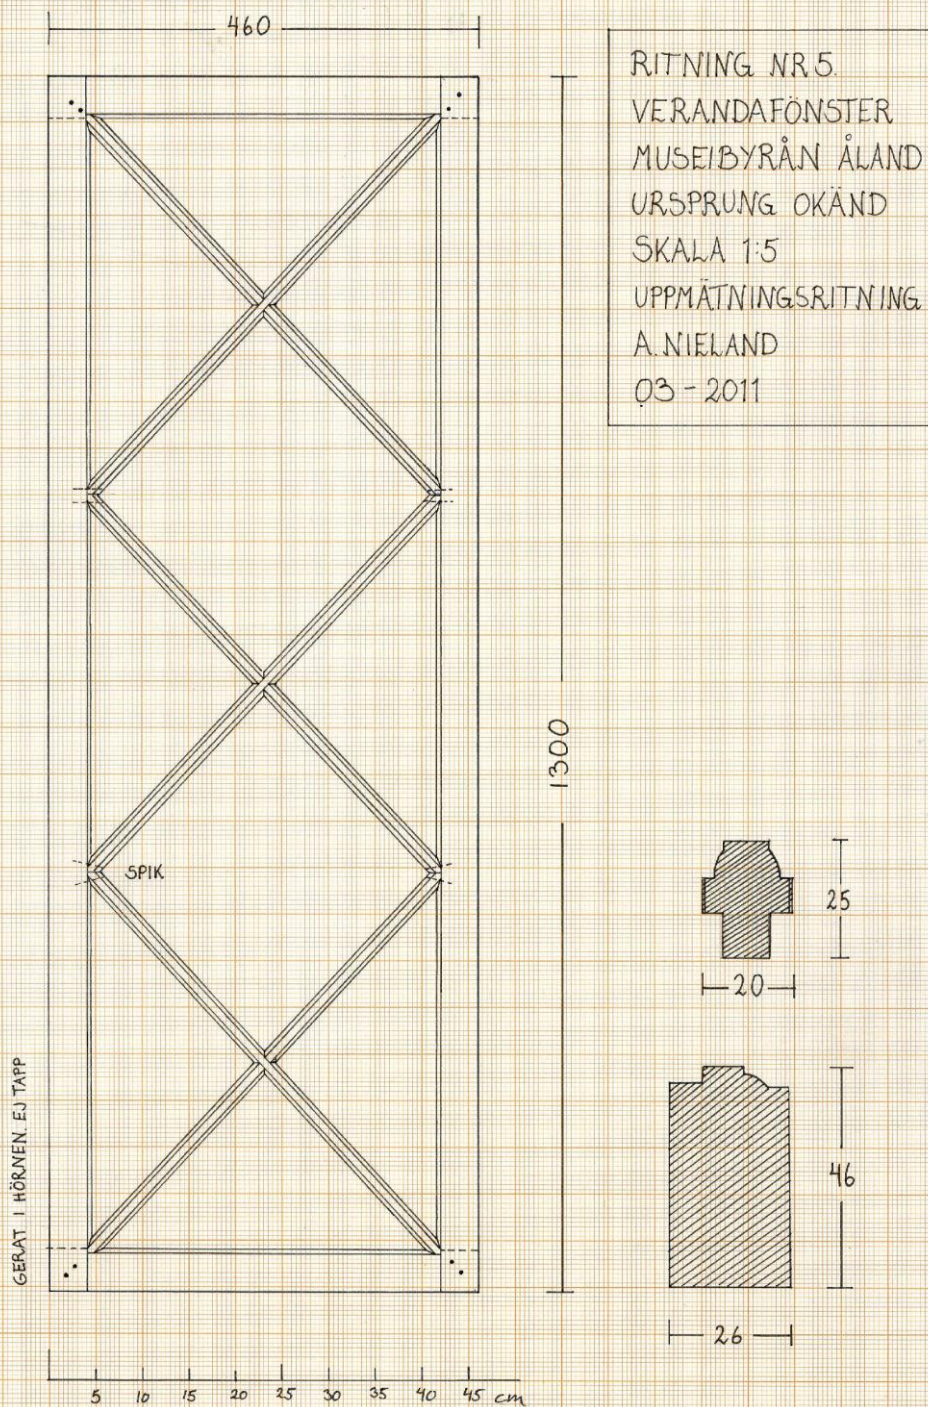 460
RITNING NR 5.
VERANDAFÖNSTER
MUSEIBYRÅN ÅLAND
URSPRUNG OKÄND
SKALA 1:5
UPPMÄTNINGSRITNING
A. NIELAND
03 - 2011
1300
SPIK
25
20
46
26
GERAT I HÖRNEN. EJ TAPP
5 10 15 20 25 30 35 40 45 cm